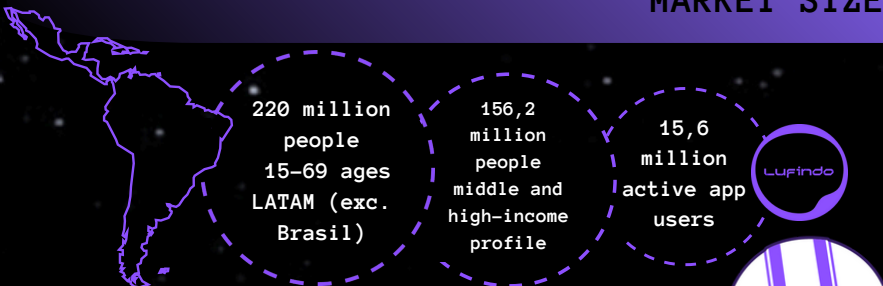 MARKET SIZE
220 million
people
15-69 ages
LATAM (exc.
Brasil)
156,2
million
people
middle and
high-income
profile
15,6
million
active app
users
Lufindo